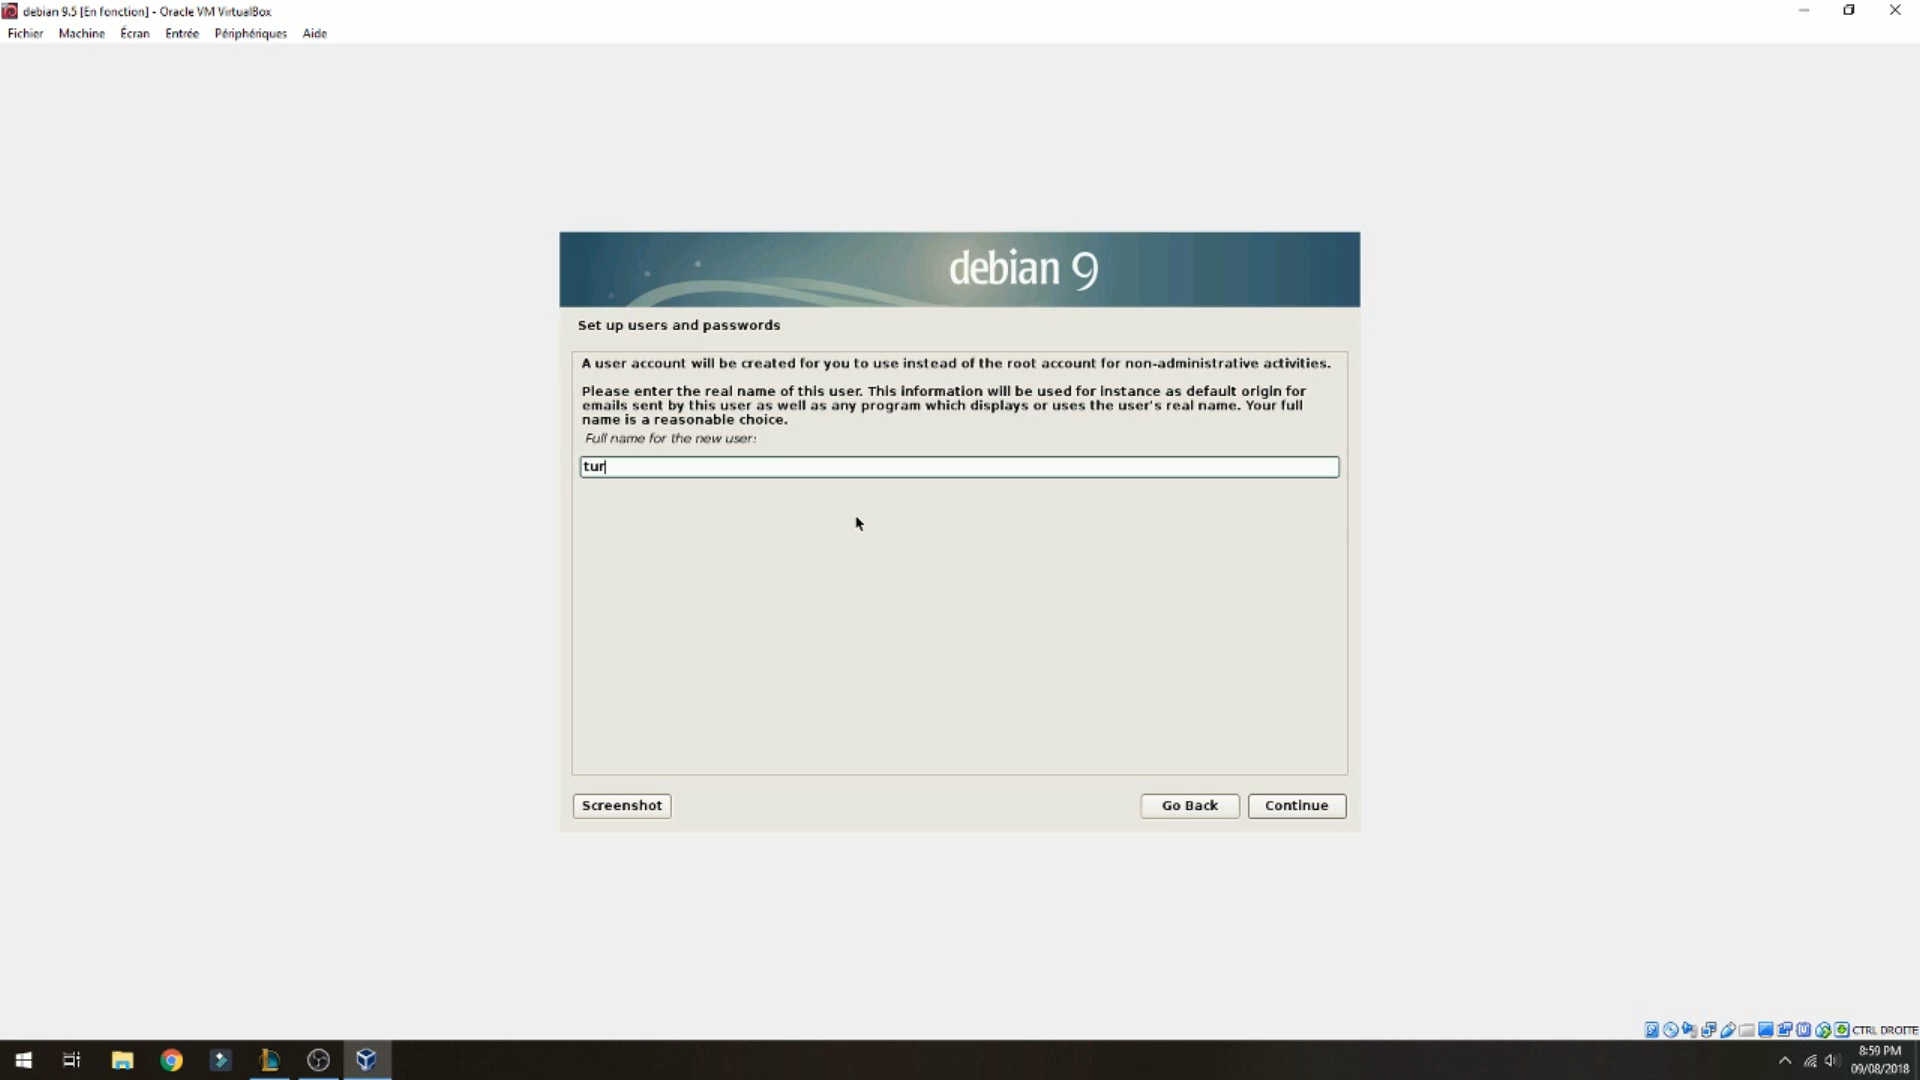 debian 9.5 [En fonction] - Oracle VM VirtualBox
Fichier Machine Écran Entrée Périphériques Aide
debian 9
Set up users and passwords
A user account will be created for you to use instead of the root account for non-administrative activities.
Please enter the real name of this user. This information will be used for instance as default origin for
emails sent by this user as well as any program which displays or uses the user's real name. Your full
name is a reasonable choice.
Full name for the new user:
tur
Screenshot Go Back Continue
CTRL DROITE
8:59 PM
09/08/2018